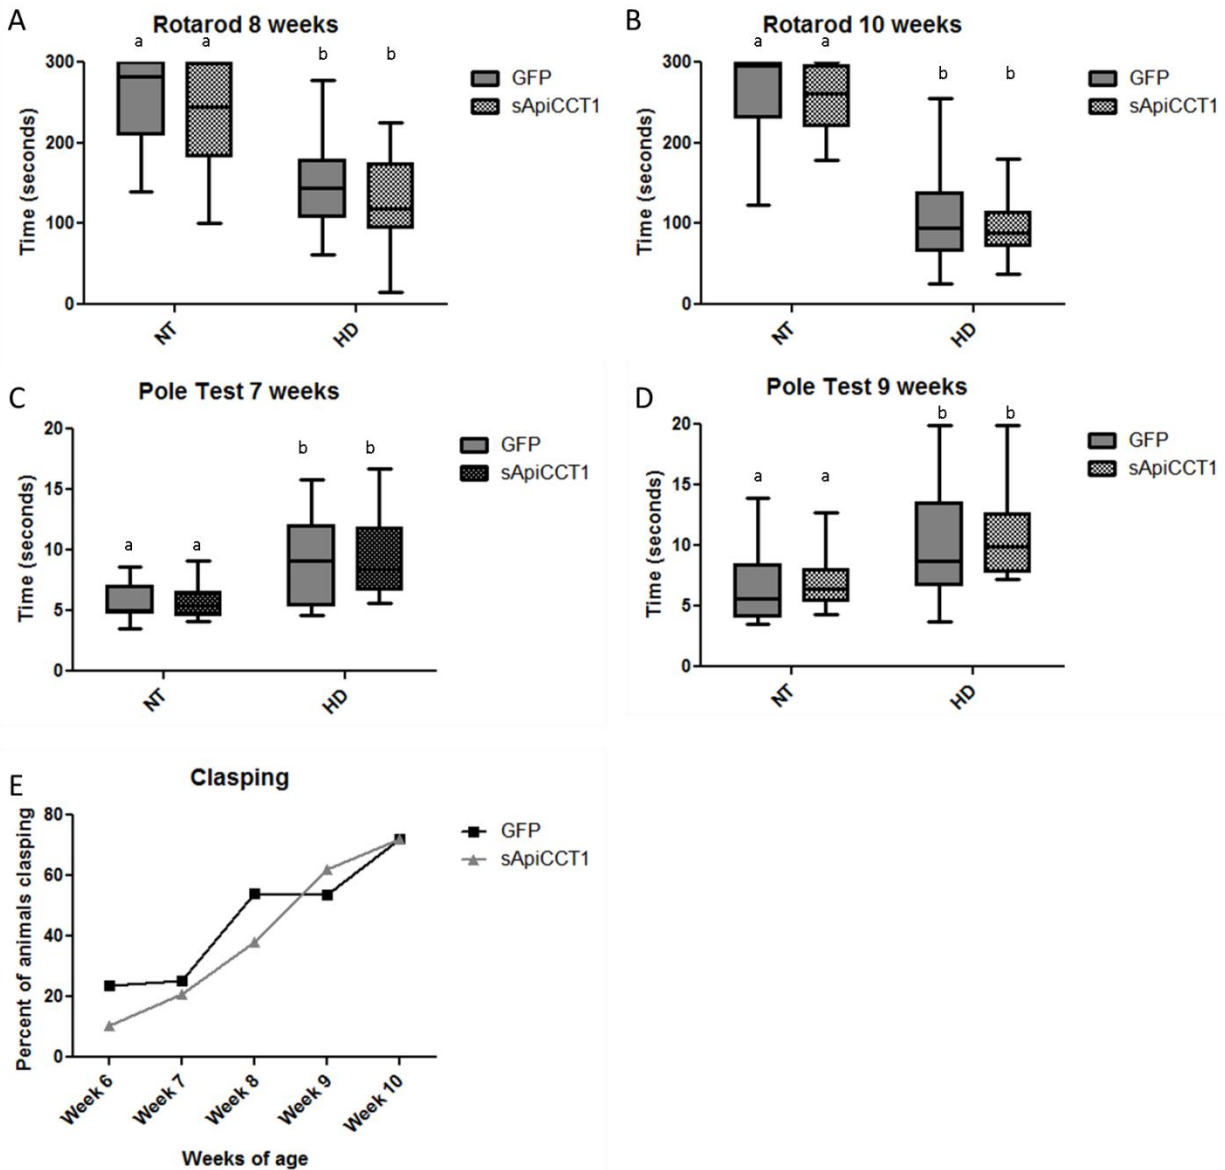 A
Rotarod 8 weeks
a a b b
300
200
100
0
Time (seconds)
NT HD
GFP
sApiCCT1
B
Rotarod 10 weeks
a a b b
300
200
100
0
Time (seconds)
NT HD
GFP
sApiCCT1
C
Pole Test 7 weeks
a a b b
20
15
10
5
0
Time (seconds)
NT HD
GFP
sApiCCT1
D
Pole Test 9 weeks
a a b b
20
15
10
5
0
Time (seconds)
NT HD
GFP
sApiCCT1
E
Clasping
80
60
40
20
0
Percent of animals clasping
Week 6 Week 7 Week 8 Week 9 Week 10
Weeks of age
GFP
sApiCCT1